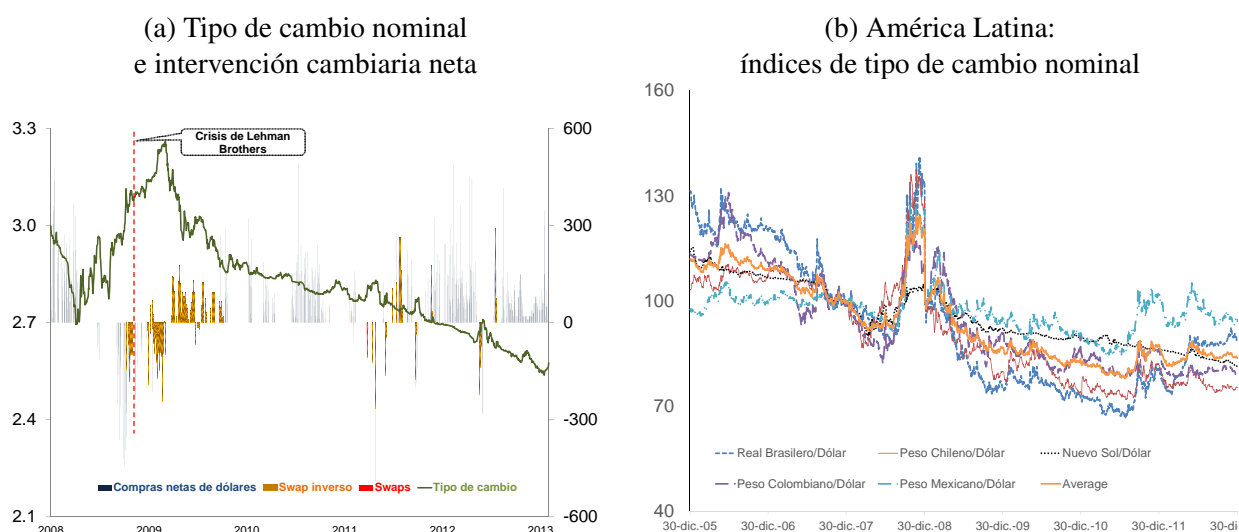 (a) Tipo de cambio nominal
e intervención cambiaria neta
3.3
3.0
2.7
2.4
2.1
600
300
0
-300
-600
Crisis de Lehman
Brothers
Compras netas de dólares Swap inverso Swaps Tipo de cambio
2008 2009 2010 2011 2012 2013
(b) América Latina:
índices de tipo de cambio nominal
160
130
100
70
40
Real Brasilero/Dólar Peso Chileno/Dólar Nuevo Sol/Dólar
Peso Colombiano/Dólar Peso Mexicano/Dólar Average
30-dic.-05 30-dic.-06 30-dic.-07 30-dic.-08 30-dic.-09 30-dic.-10 30-dic.-11 30-dic